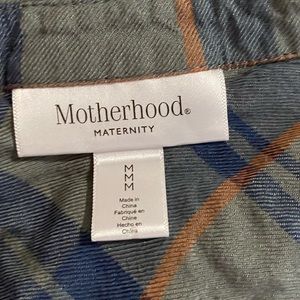 Motherhood®
MATERNITY
M
M
M
Made in
China
Fabriqué en
Chine
Hecho en
China